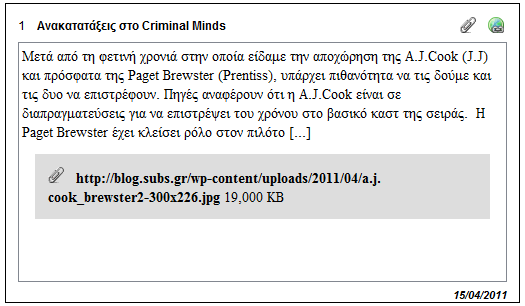 1 Ανακατατάξεις στο Criminal Minds
Μετά από τη φετινή χρονιά στην οποία είδαμε την αποχώρηση της A.J.Cook (J.J)
και πρόσφατα της Paget Brewster (Prentiss), υπάρχει πιθανότητα να τις δούμε και
τις δυο να επιστρέφουν. Πηγές αναφέρουν ότι η A.J.Cook είναι σε
διαπραγματεύσεις για να επιστρέψει του χρόνου στο βασικό καστ της σειράς. Η
Paget Brewster έχει κλείσει ρόλο στον πιλότο [...]
http://blog.subs.gr/wp-content/uploads/2011/04/a.j.
cook_brewster2-300x226.jpg 19,000 KB
15/04/2011